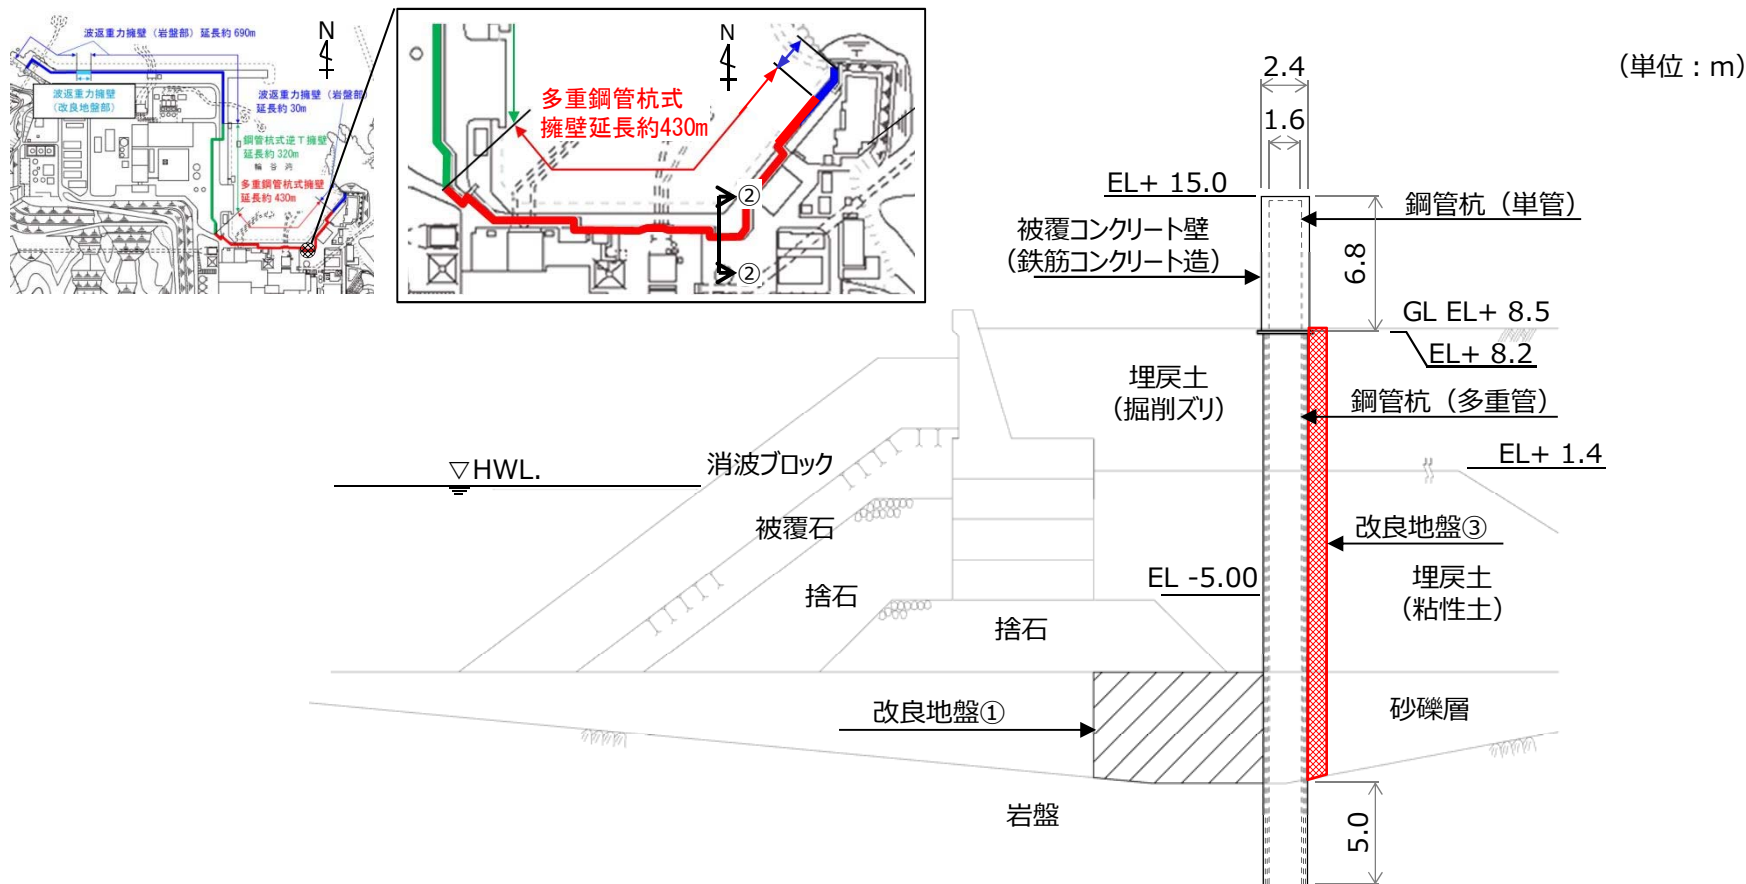 波返重力擁壁（岩盤部）延長約690m
N
波返重力擁壁
（改良地盤部）
波返重力擁壁（岩盤部）
延長約30m
鋼管杭式逆T擁壁
延長約320m
輪谷湾
多重鋼管杭式擁壁
延長約430m
N
多重鋼管杭式
擁壁延長約430m
②
②
（単位：m）
2.4
1.6
EL+ 15.0
鋼管杭（単管）
被覆コンクリート壁
（鉄筋コンクリート造）
6.8
GL EL+ 8.5
EL+ 8.2
埋戻土
（掘削ズリ）
鋼管杭（多重管）
EL+ 1.4
▽HWL.
消波ブロック
被覆石
改良地盤③
EL -5.00
捨石
埋戻土
（粘性土）
捨石
改良地盤①
砂礫層
岩盤
5.0